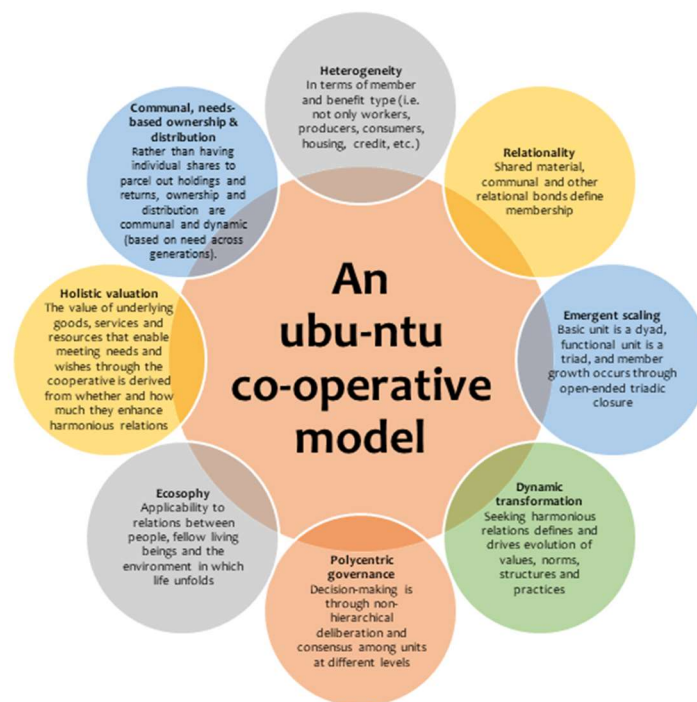 Heterogeneity
In terms of member
and benefit type (i.e.
not only workers,
producers, consumers,
housing, credit, etc.)
Relationality
Shared material,
communal and other
relational bonds define
membership
Emergent scaling
Basic unit is a dyad,
functional unit is a
triad, and member
growth occurs through
open-ended triadic
closure
Dynamic
transformation
Seeking harmonious
relations defines and
drives evolution of
values, norms,
structures and
practices
Polycentric
governance
Decision-making is
through non-
hierarchical
deliberation and
consensus among units
at different levels
Ecosophy
Applicability to
relations between
people, fellow living
beings and the
environment in which
life unfolds
Holistic valuation
The value of underlying
goods, services and
resources that enable
meeting needs and
wishes through the
cooperative is derived
from whether and how
much they enhance
harmonious relations
Communal, needs-
based ownership &
distribution
Rather than having
individual shares to
parcel out holdings and
returns, ownership and
distribution are
communal and dynamic
(based on need across
generations).
An
ubu-ntu
co-operative
model